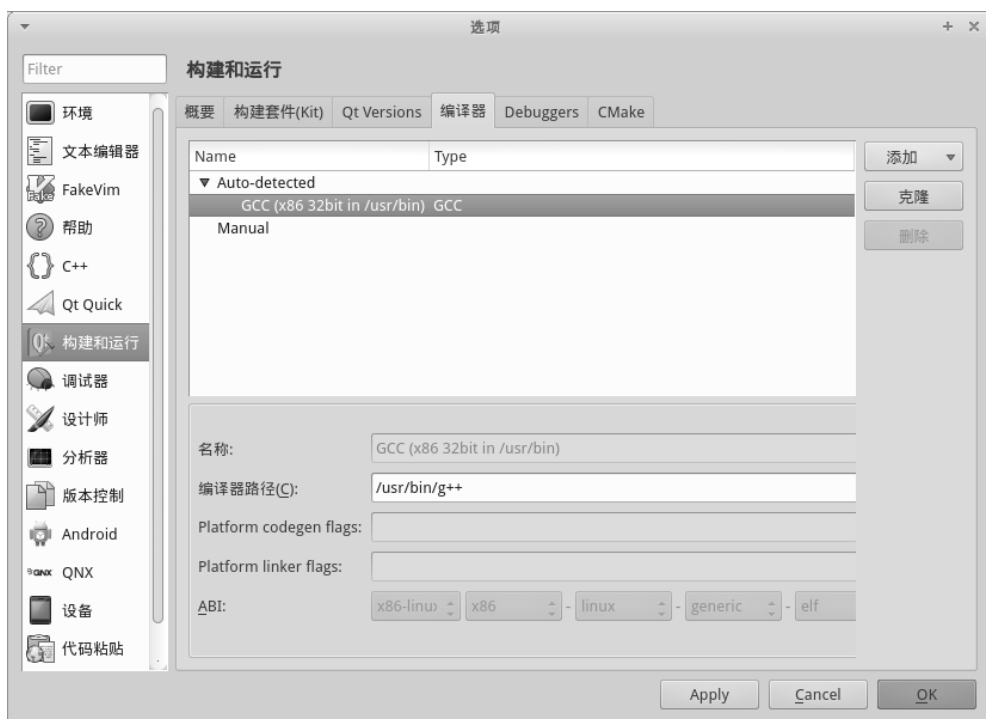 选项
Filter
构建和运行
环境
文本编辑器
FakeVim
帮助
C++
Qt Quick
构建和运行
调试器
设计师
分析器
版本控制
Android
QNX
设备
代码粘贴
概要 构建套件(Kit) Qt Versions 编译器 Debuggers CMake
Name Type
Auto-detected
GCC (x86 32bit in /usr/bin) GCC
Manual
添加
克隆
删除
名称: GCC (x86 32bit in /usr/bin)
编译器路径(C): /usr/bin/g++
Platform codegen flags:
Platform linker flags:
ABI: x86-linu x86 - linux - generic - elf
Apply Cancel OK